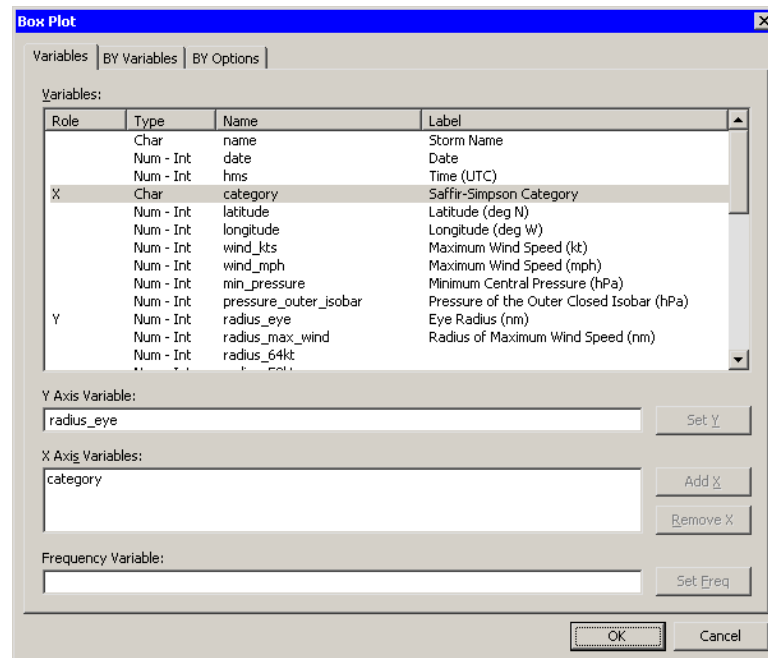 Box Plot
Variables BY Variables BY Options
Variables:
Role Type Name Label
Char name Storm Name
Num - Int date Date
Num - Int hms Time (UTC)
X Char category Saffir-Simpson Category
Num - Int latitude Latitude (deg N)
Num - Int longitude Longitude (deg W)
Num - Int wind_kts Maximum Wind Speed (kt)
Num - Int wind_mph Maximum Wind Speed (mph)
Num - Int min_pressure Minimum Central Pressure (hPa)
Num - Int pressure_outer_isobar Pressure of the Outer Closed Isobar (hPa)
Y Num - Int radius_eye Eye Radius (nm)
Num - Int radius_max_wind Radius of Maximum Wind Speed (nm)
Num - Int radius_64kt
Y Axis Variable:
radius_eye Set Y
X Axis Variables:
category Add X
Remove X
Frequency Variable:
Set Freq
OK Cancel